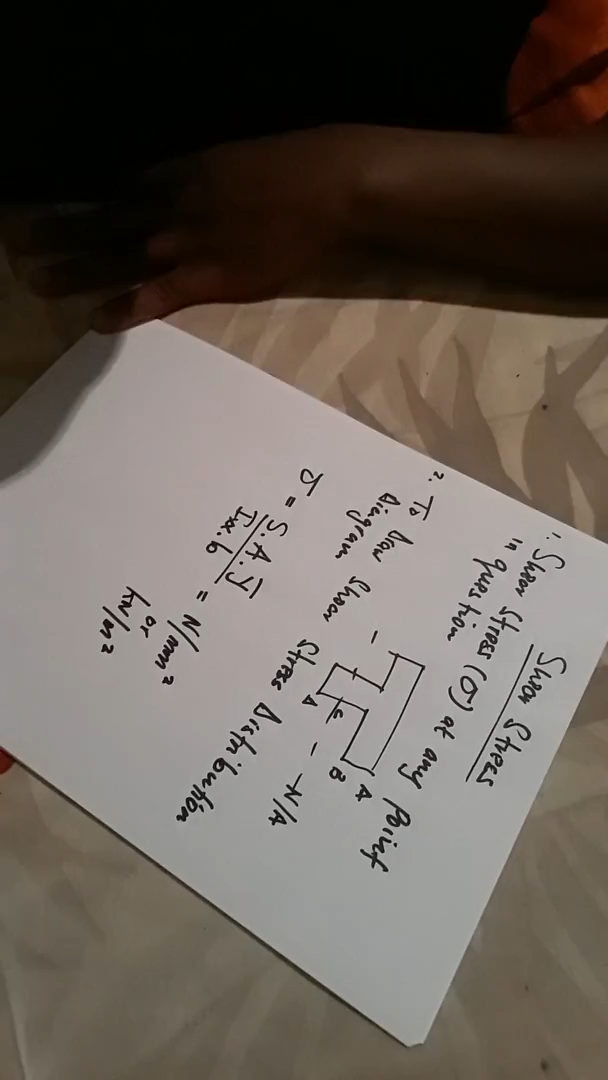 Shear Stress
1. Shear Stress (σ) at any Point
in question
A
B
C - - N/A
D
2. To Draw Shear Stress Distribution
Diagram
σ = S.A.ȳ / Ixx.b = N/mm²
or
kN/m²